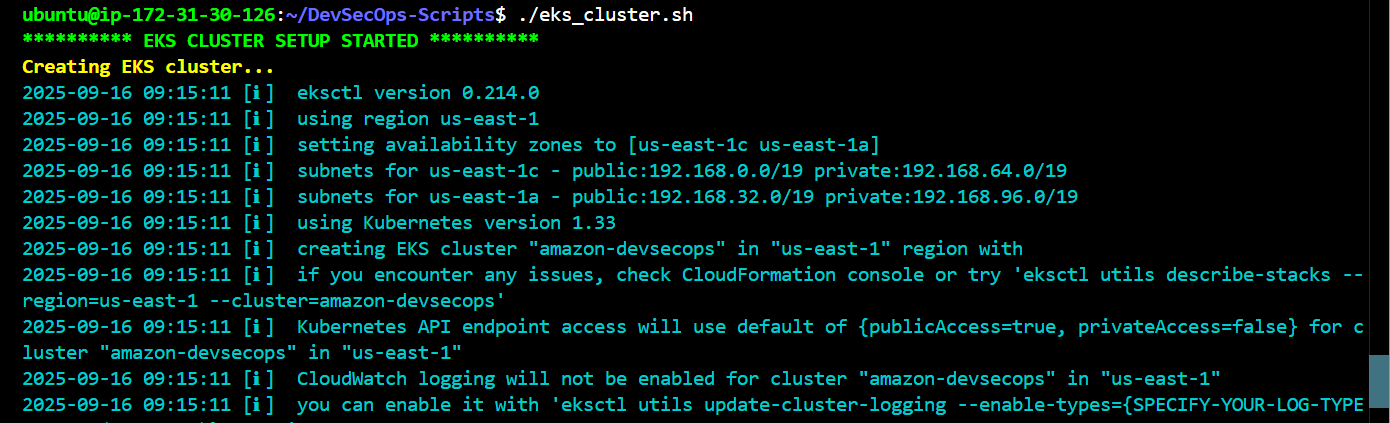 ubuntu@ip-172-31-30-126:~/DevSecOps-Scripts$ ./eks_cluster.sh
********** EKS CLUSTER SETUP STARTED **********
Creating EKS cluster...
2025-09-16 09:15:11 [ℹ]  eksctl version 0.214.0
2025-09-16 09:15:11 [ℹ]  using region us-east-1
2025-09-16 09:15:11 [ℹ]  setting availability zones to [us-east-1c us-east-1a]
2025-09-16 09:15:11 [ℹ]  subnets for us-east-1c - public:192.168.0.0/19 private:192.168.64.0/19
2025-09-16 09:15:11 [ℹ]  subnets for us-east-1a - public:192.168.32.0/19 private:192.168.96.0/19
2025-09-16 09:15:11 [ℹ]  using Kubernetes version 1.33
2025-09-16 09:15:11 [ℹ]  creating EKS cluster "amazon-devsecops" in "us-east-1" region with
2025-09-16 09:15:11 [ℹ]  if you encounter any issues, check CloudFormation console or try 'eksctl utils describe-stacks --
region=us-east-1 --cluster=amazon-devsecops'
2025-09-16 09:15:11 [ℹ]  Kubernetes API endpoint access will use default of {publicAccess=true, privateAccess=false} for c
luster "amazon-devsecops" in "us-east-1"
2025-09-16 09:15:11 [ℹ]  CloudWatch logging will not be enabled for cluster "amazon-devsecops" in "us-east-1"
2025-09-16 09:15:11 [ℹ]  you can enable it with 'eksctl utils update-cluster-logging --enable-types={SPECIFY-YOUR-LOG-TYPE